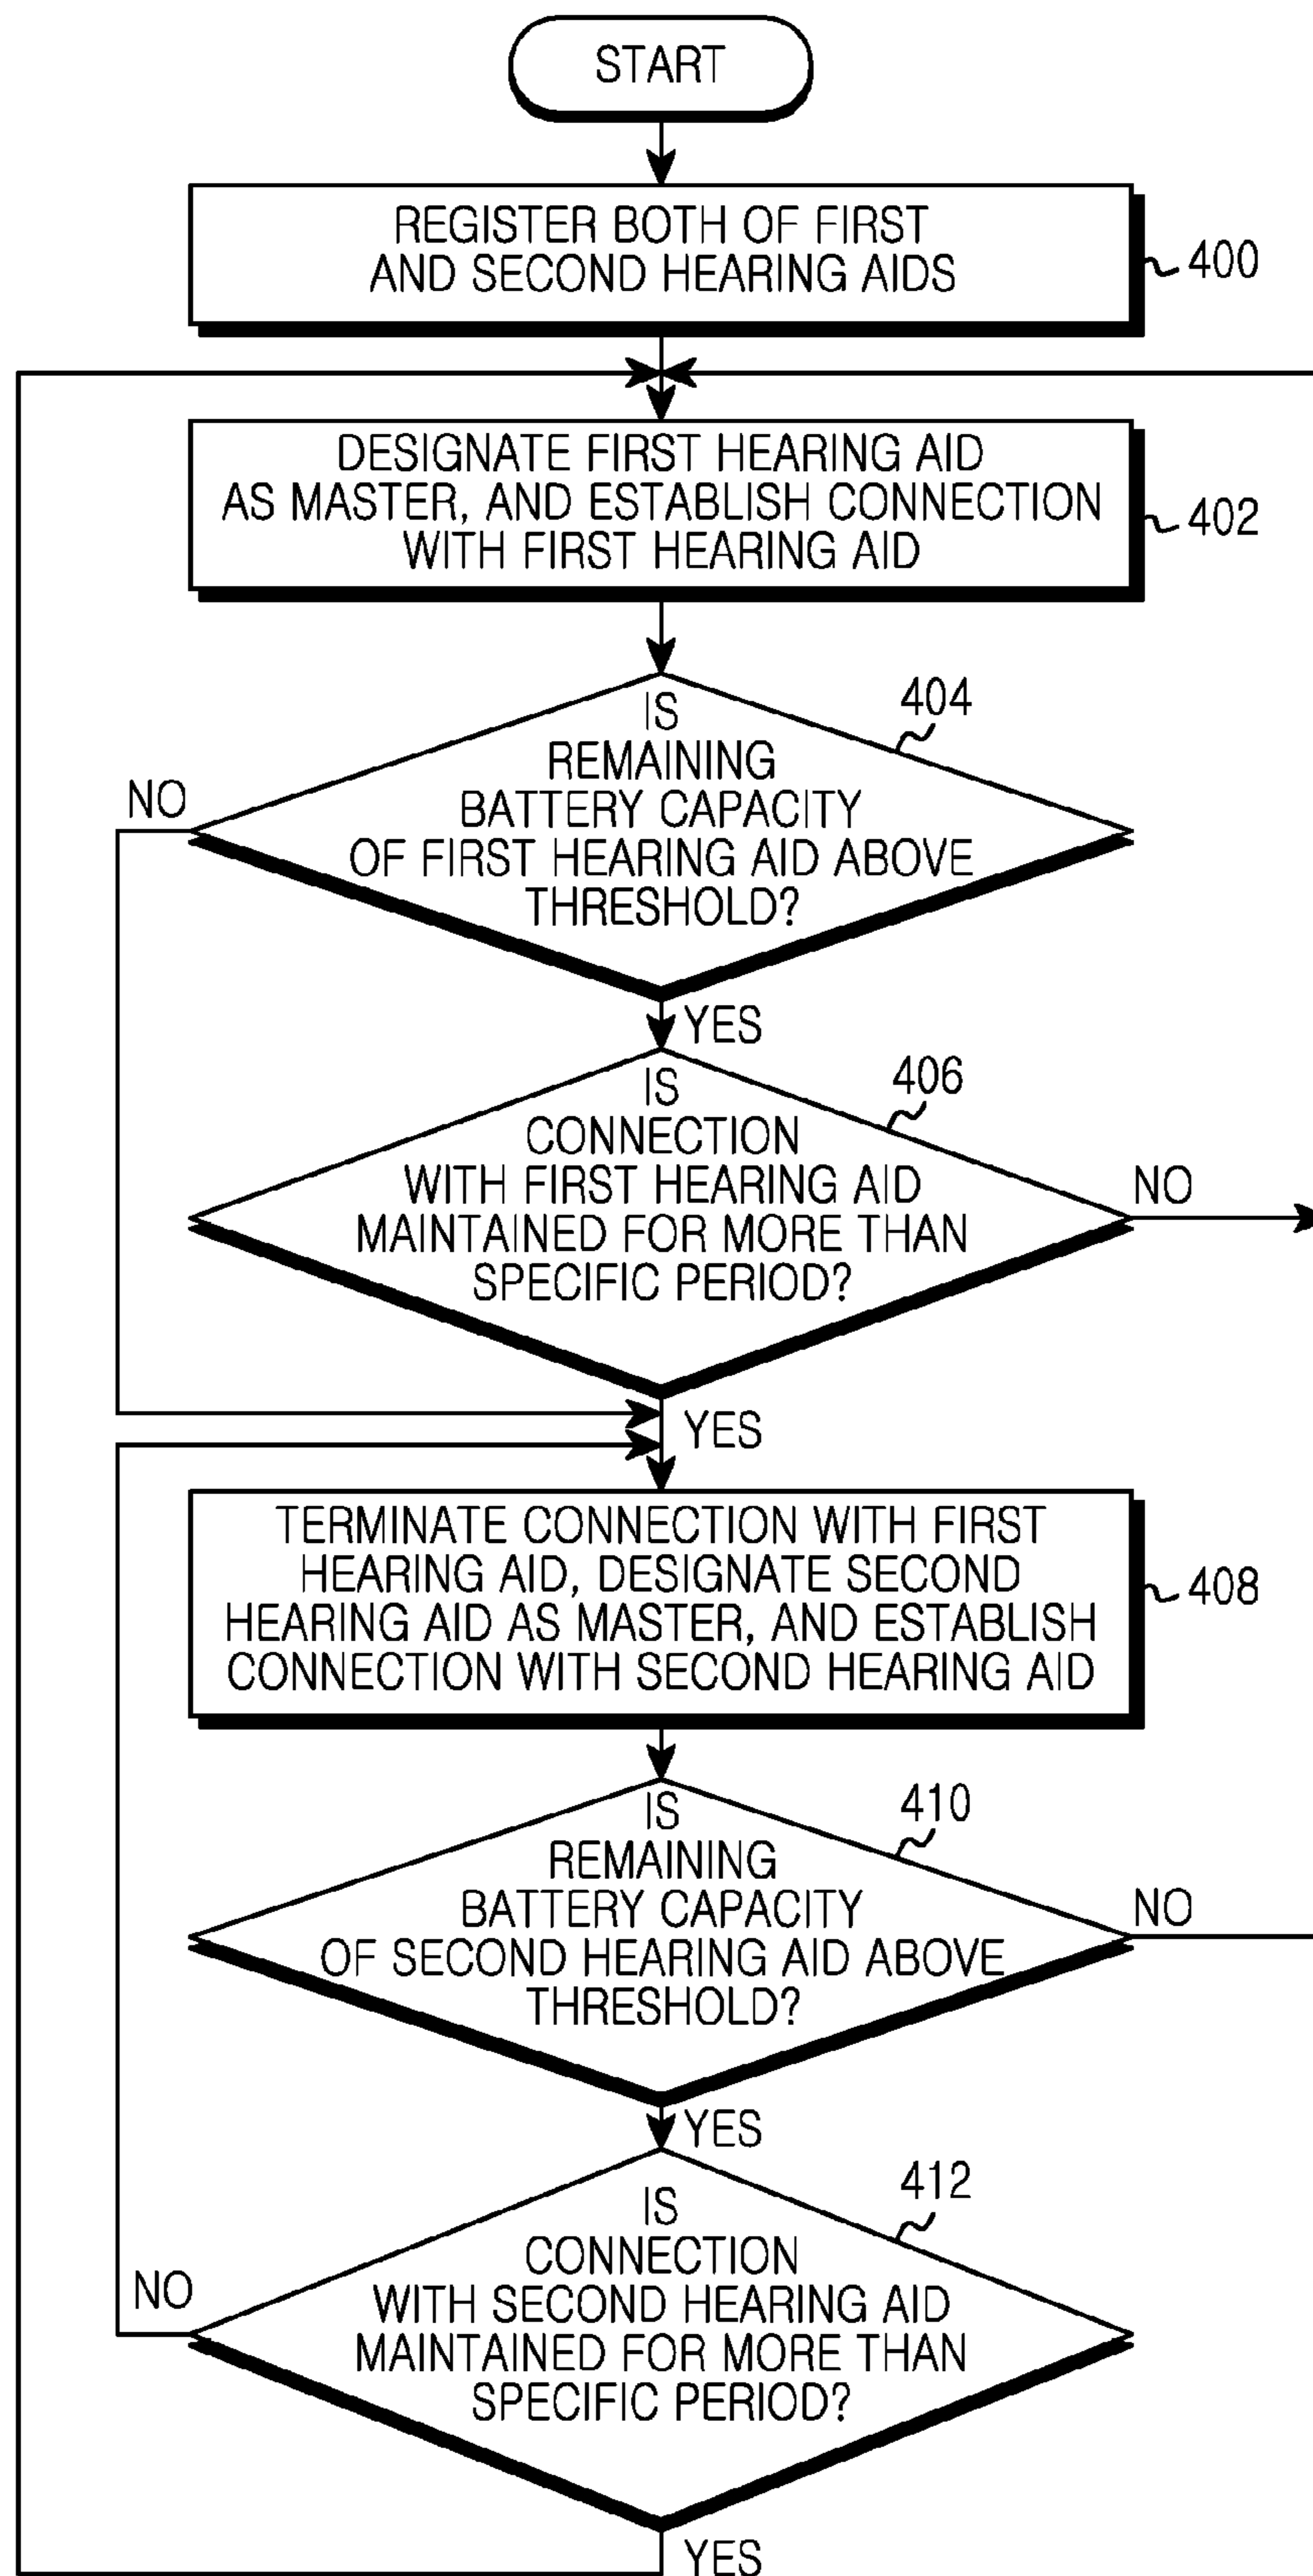 START
REGISTER BOTH OF FIRST
AND SECOND HEARING AIDS
400
DESIGNATE FIRST HEARING AID
AS MASTER, AND ESTABLISH CONNECTION
WITH FIRST HEARING AID
402
404
IS
REMAINING
BATTERY CAPACITY
OF FIRST HEARING AID ABOVE
THRESHOLD?
NO
YES
406
IS
CONNECTION
WITH FIRST HEARING AID
MAINTAINED FOR MORE THAN
SPECIFIC PERIOD?
NO
YES
TERMINATE CONNECTION WITH FIRST
HEARING AID, DESIGNATE SECOND
HEARING AID AS MASTER, AND ESTABLISH
CONNECTION WITH SECOND HEARING AID
408
410
IS
REMAINING
BATTERY CAPACITY
OF SECOND HEARING AID ABOVE
THRESHOLD?
NO
YES
412
IS
CONNECTION
WITH SECOND HEARING AID
MAINTAINED FOR MORE THAN
SPECIFIC PERIOD?
NO
YES